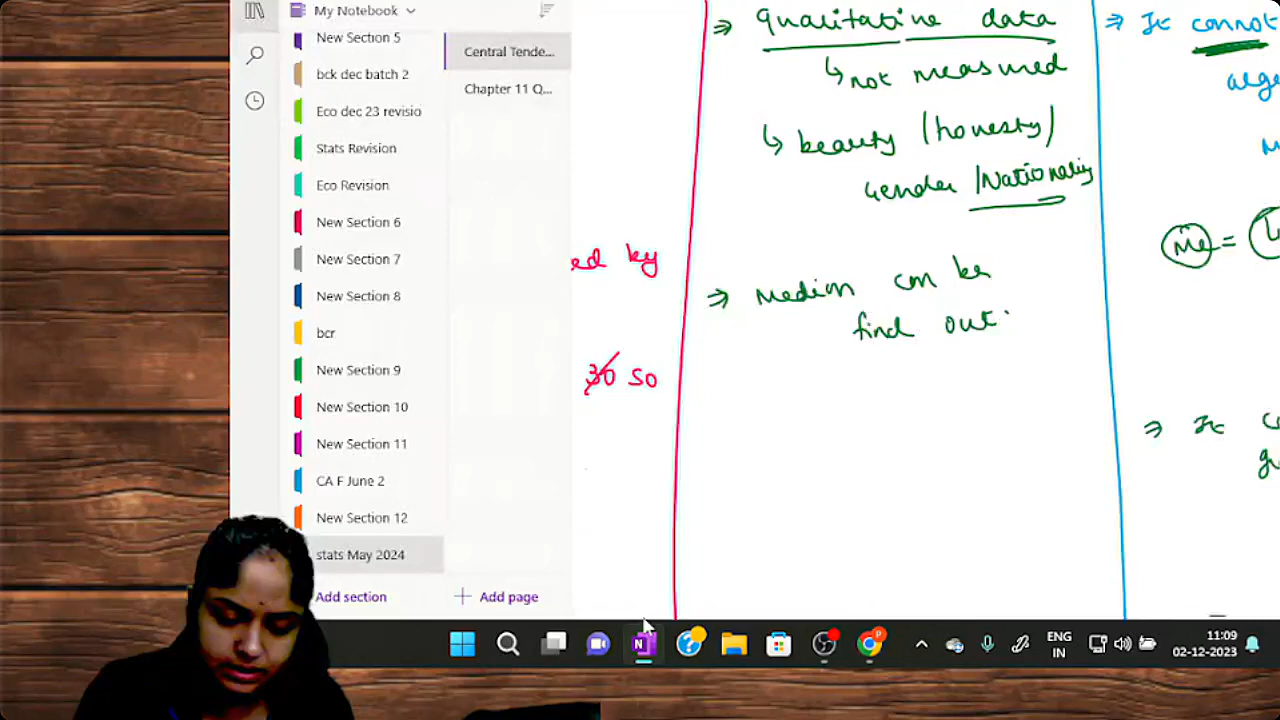 My Notebook
New Section 5
bck dec batch 2
Eco dec 23 revisio
Stats Revision
Eco Revision
New Section 6
New Section 7
New Section 8
bcr
New Section 9
New Section 10
New Section 11
CA F June 2
New Section 12
stats May 2024
Add section
Central Tende...
Chapter 11 Q...
Add page
ed by
30 so
⇒ Qualitative data
↳ not measured
↳ beauty / honesty /
Gender / Nationality
⇒ Median can be
find out.
⇒ It cannot
alge
me =
⇒ It c
ENG
IN
11:09
02-12-2023